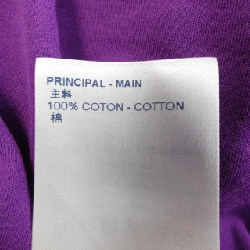 PRINCIPAL - MAIN
主料
100% COTON - COTTON
棉